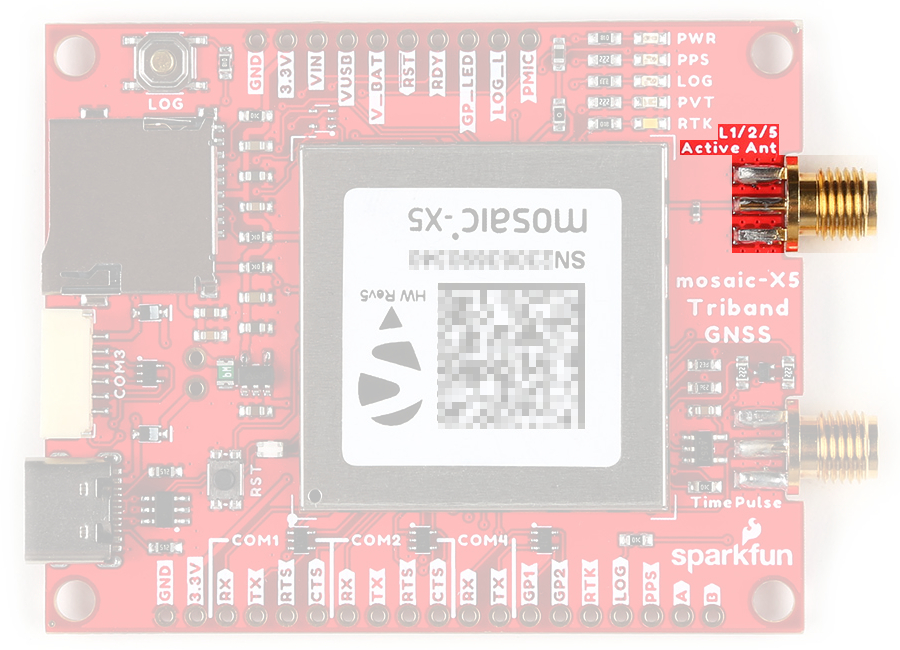 LOG
GND
3.3V
VIN
VUSB
V_BAT
RST
RDY
GP_LED
LOG_L
PMIC
PWR
PPS
LOG
PVT
RTK
L1/2/5
Active Ant
mosaic-X5
HW Rev5
mosaic-X5
Triband
GNSS
COM3
RST
TimePulse
sparkfun
COM1
COM2
COM4
GND
3.3V
RX
TX
RTS
CTS
RX
TX
RTS
CTS
RX
TX
GP1
GP2
RTK
LOG
PPS
A
B